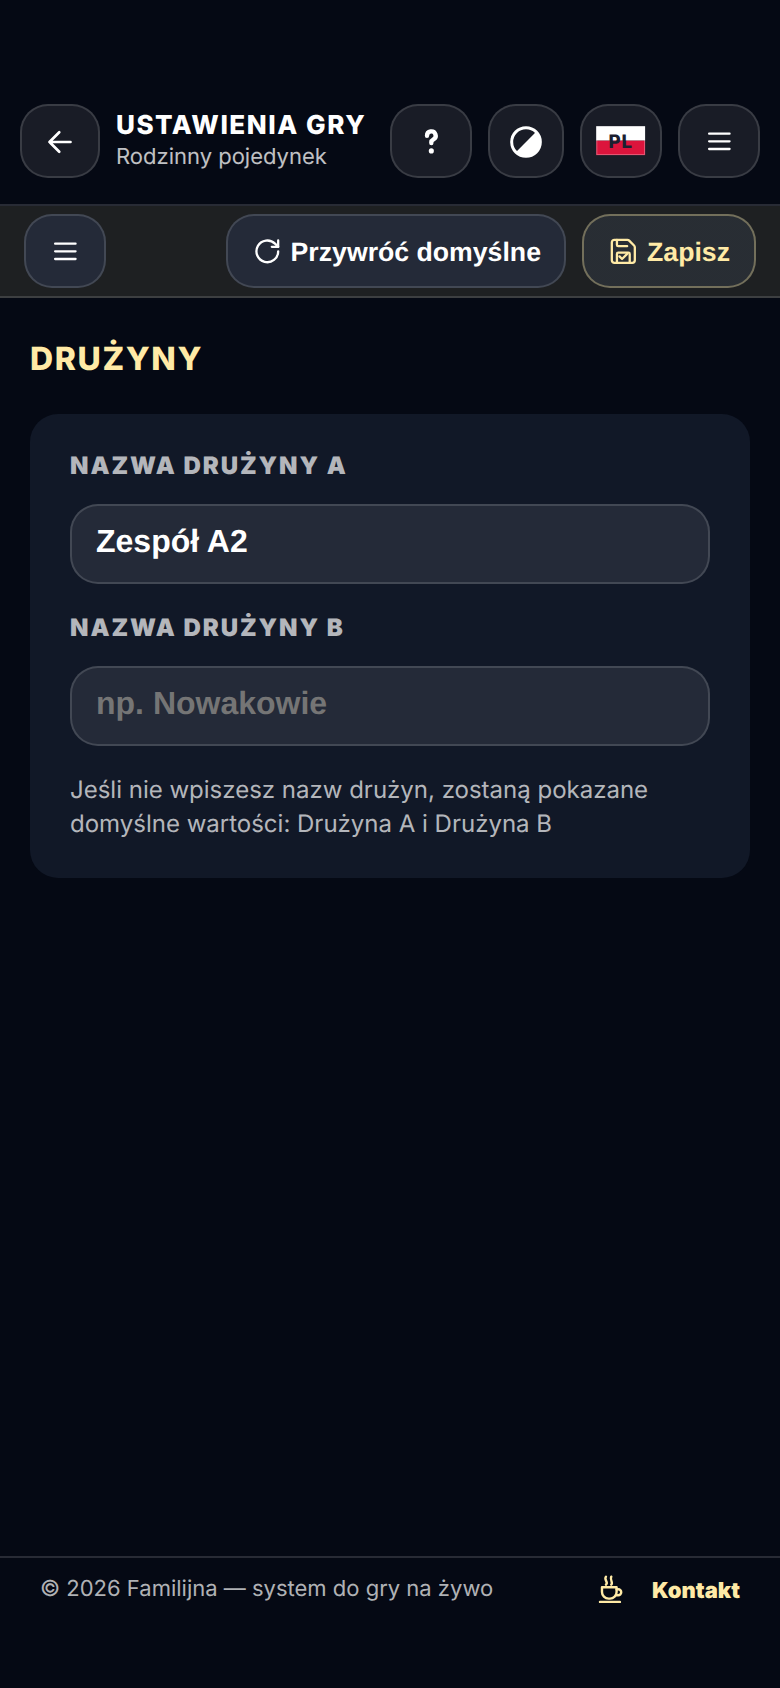 USTAWIENIA GRY
Rodzinny pojedynek
?
PL
Przywróć domyślne
Zapisz
DRUŻYNY
NAZWA DRUŻYNY A
Zespół A2
NAZWA DRUŻYNY B
np. Nowakowie
Jeśli nie wpiszesz nazw drużyn, zostaną pokazane
domyślne wartości: Drużyna A i Drużyna B
© 2026 Familijna — system do gry na żywo
Kontakt